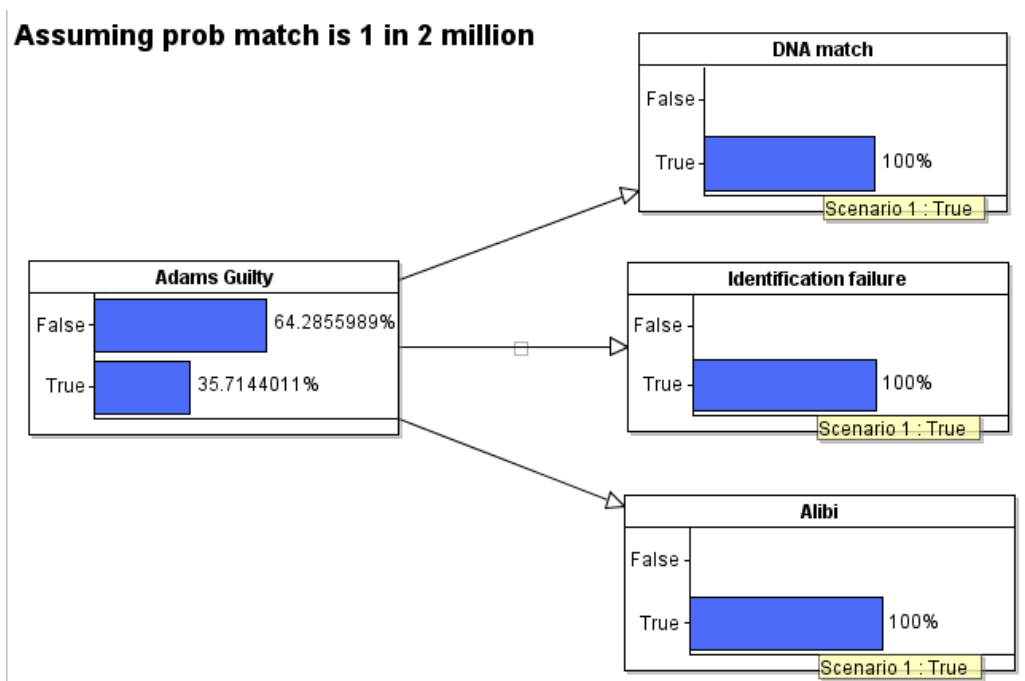 Assuming prob match is 1 in 2 million
DNA match
False
True
100%
Scenario 1 : True
Adams Guilty
False
64.2855989%
True
35.7144011%
Identification failure
False
True
100%
Scenario 1 : True
Alibi
False
True
100%
Scenario 1 : True